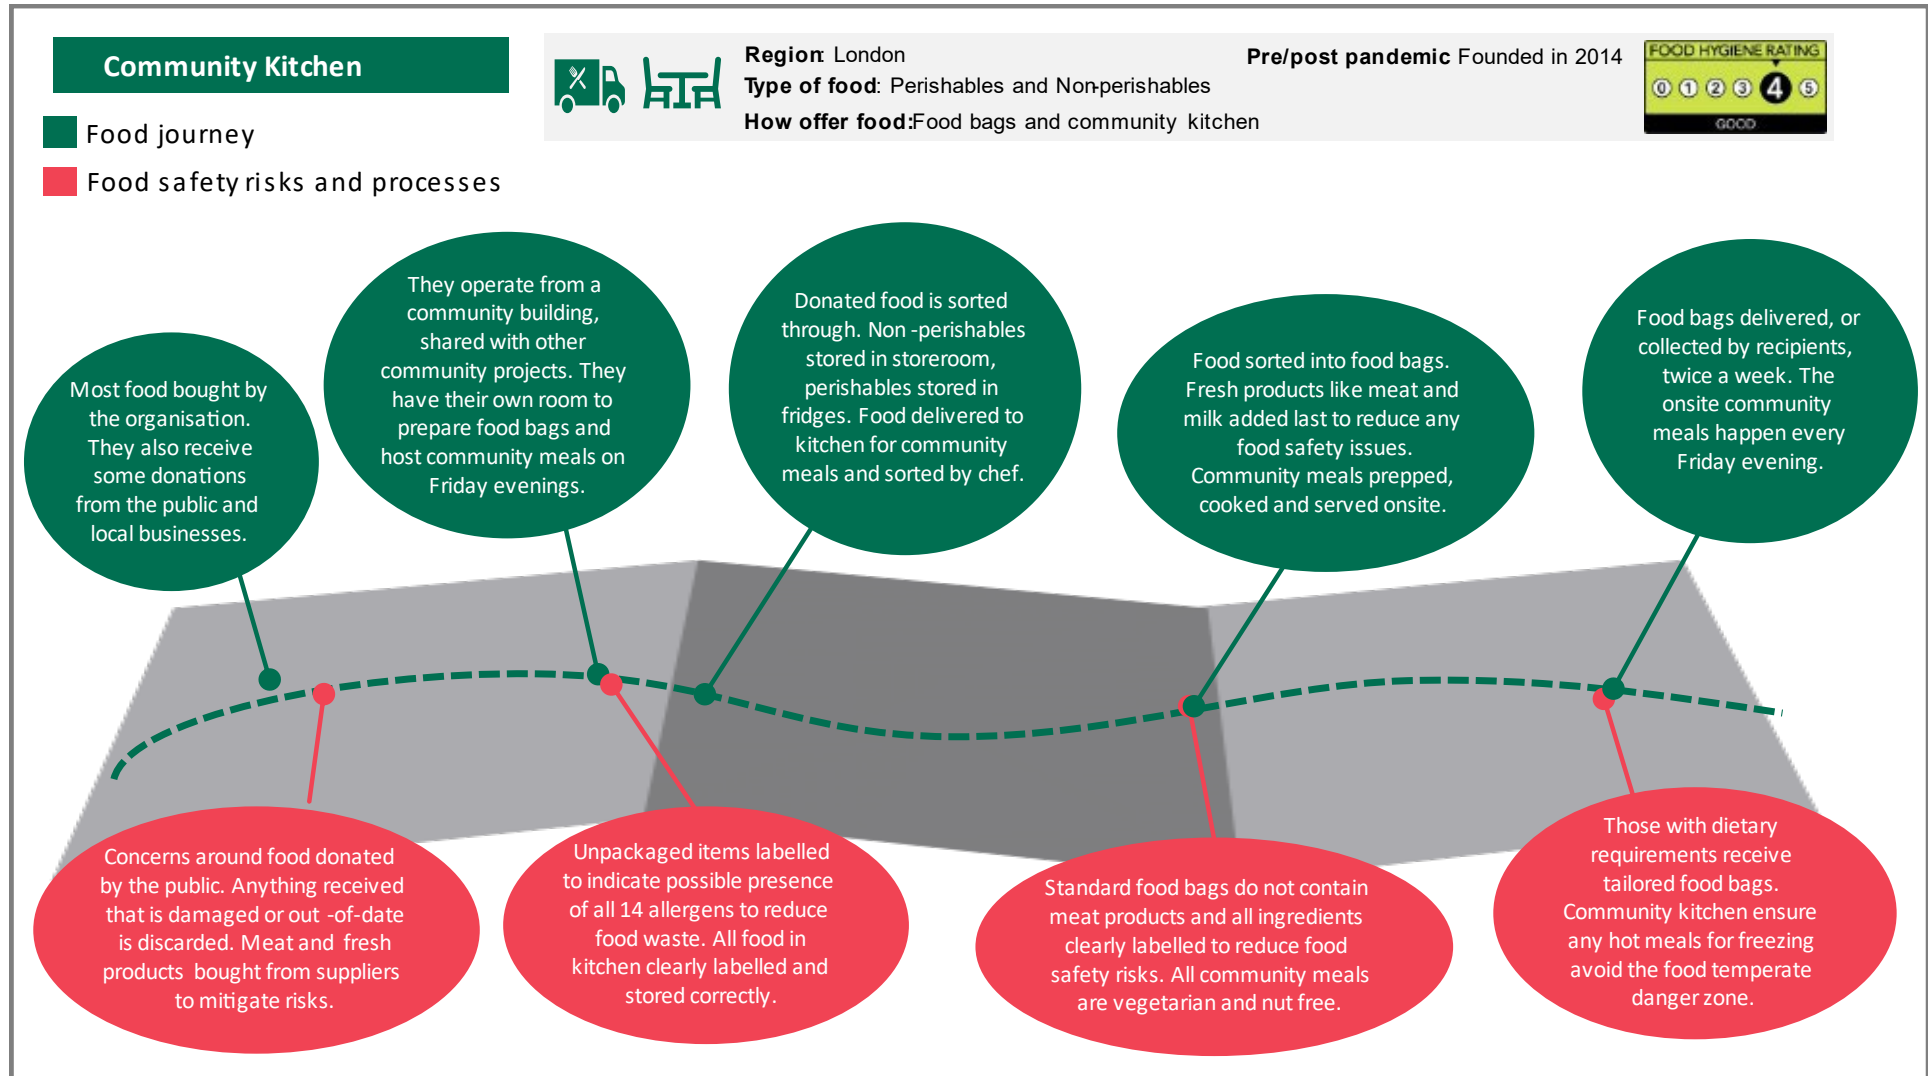 Community Kitchen
Food journey
Food safety risks and processes
Region: London
Type of food: Perishables and Non-perishables
How offer food: Food bags and community kitchen
Pre/post pandemic Founded in 2014
FOOD HYGIENE RATING
0 1 2 3 4 5
GOOD
Most food bought by
the organisation.
They also receive
some donations
from the public and
local businesses.
They operate from a
community building,
shared with other
community projects. They
have their own room to
prepare food bags and
host community meals on
Friday evenings.
Donated food is sorted
through. Non -perishables
stored in storeroom,
perishables stored in
fridges. Food delivered to
kitchen for community
meals and sorted by chef.
Food sorted into food bags.
Fresh products like meat and
milk added last to reduce any
food safety issues.
Community meals prepped,
cooked and served onsite.
Food bags delivered, or
collected by recipients,
twice a week. The
onsite community
meals happen every
Friday evening.
Concerns around food donated
by the public. Anything received
that is damaged or out -of-date
is discarded. Meat and fresh
products bought from suppliers
to mitigate risks.
Unpackaged items labelled
to indicate possible presence
of all 14 allergens to reduce
food waste. All food in
kitchen clearly labelled and
stored correctly.
Standard food bags do not contain
meat products and all ingredients
clearly labelled to reduce food
safety risks. All community meals
are vegetarian and nut free.
Those with dietary
requirements receive
tailored food bags.
Community kitchen ensure
any hot meals for freezing
avoid the food temperate
danger zone.